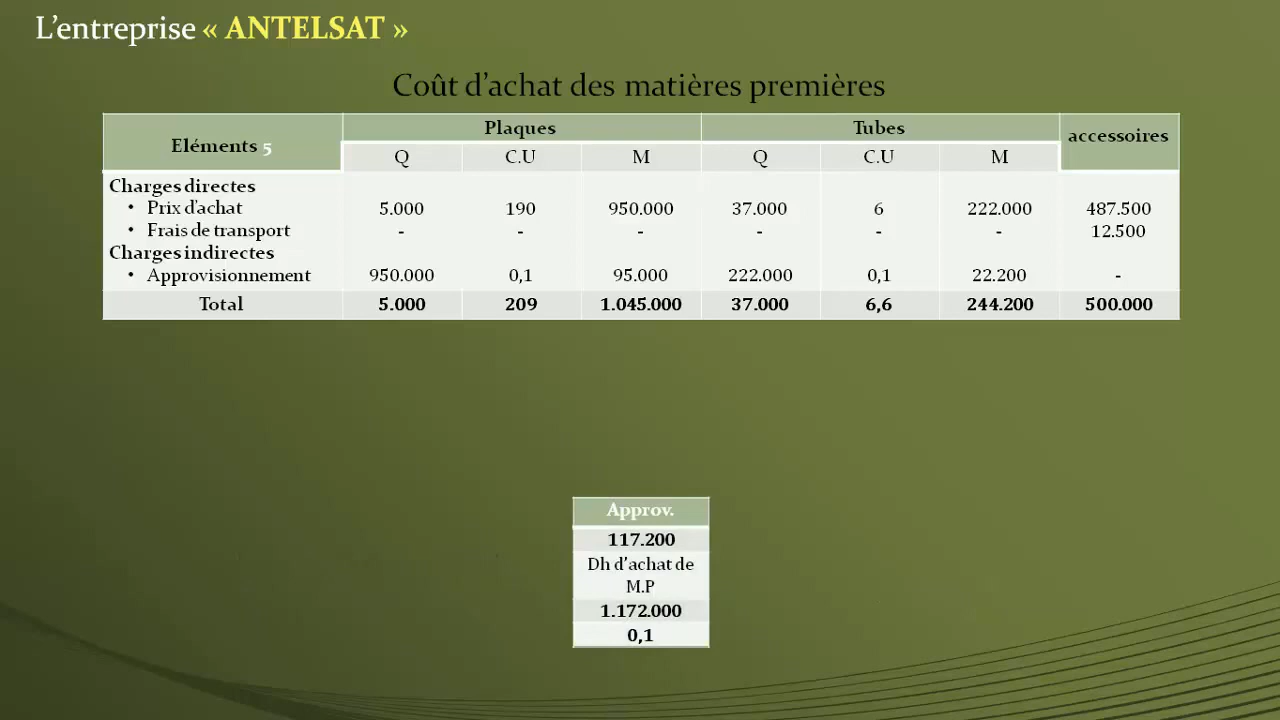 L'entreprise « ANTELSAT »
Coût d'achat des matières premières
Eléments 5 Plaques Tubes accessoires
Q C.U M Q C.U M
Charges directes
• Prix d'achat 5.000 190 950.000 37.000 6 222.000 487.500
• Frais de transport - - - - - - 12.500
Charges indirectes
• Approvisionnement 950.000 0,1 95.000 222.000 0,1 22.200 -
Total 5.000 209 1.045.000 37.000 6,6 244.200 500.000
Approv.
117.200
Dh d'achat de
M.P
1.172.000
0,1